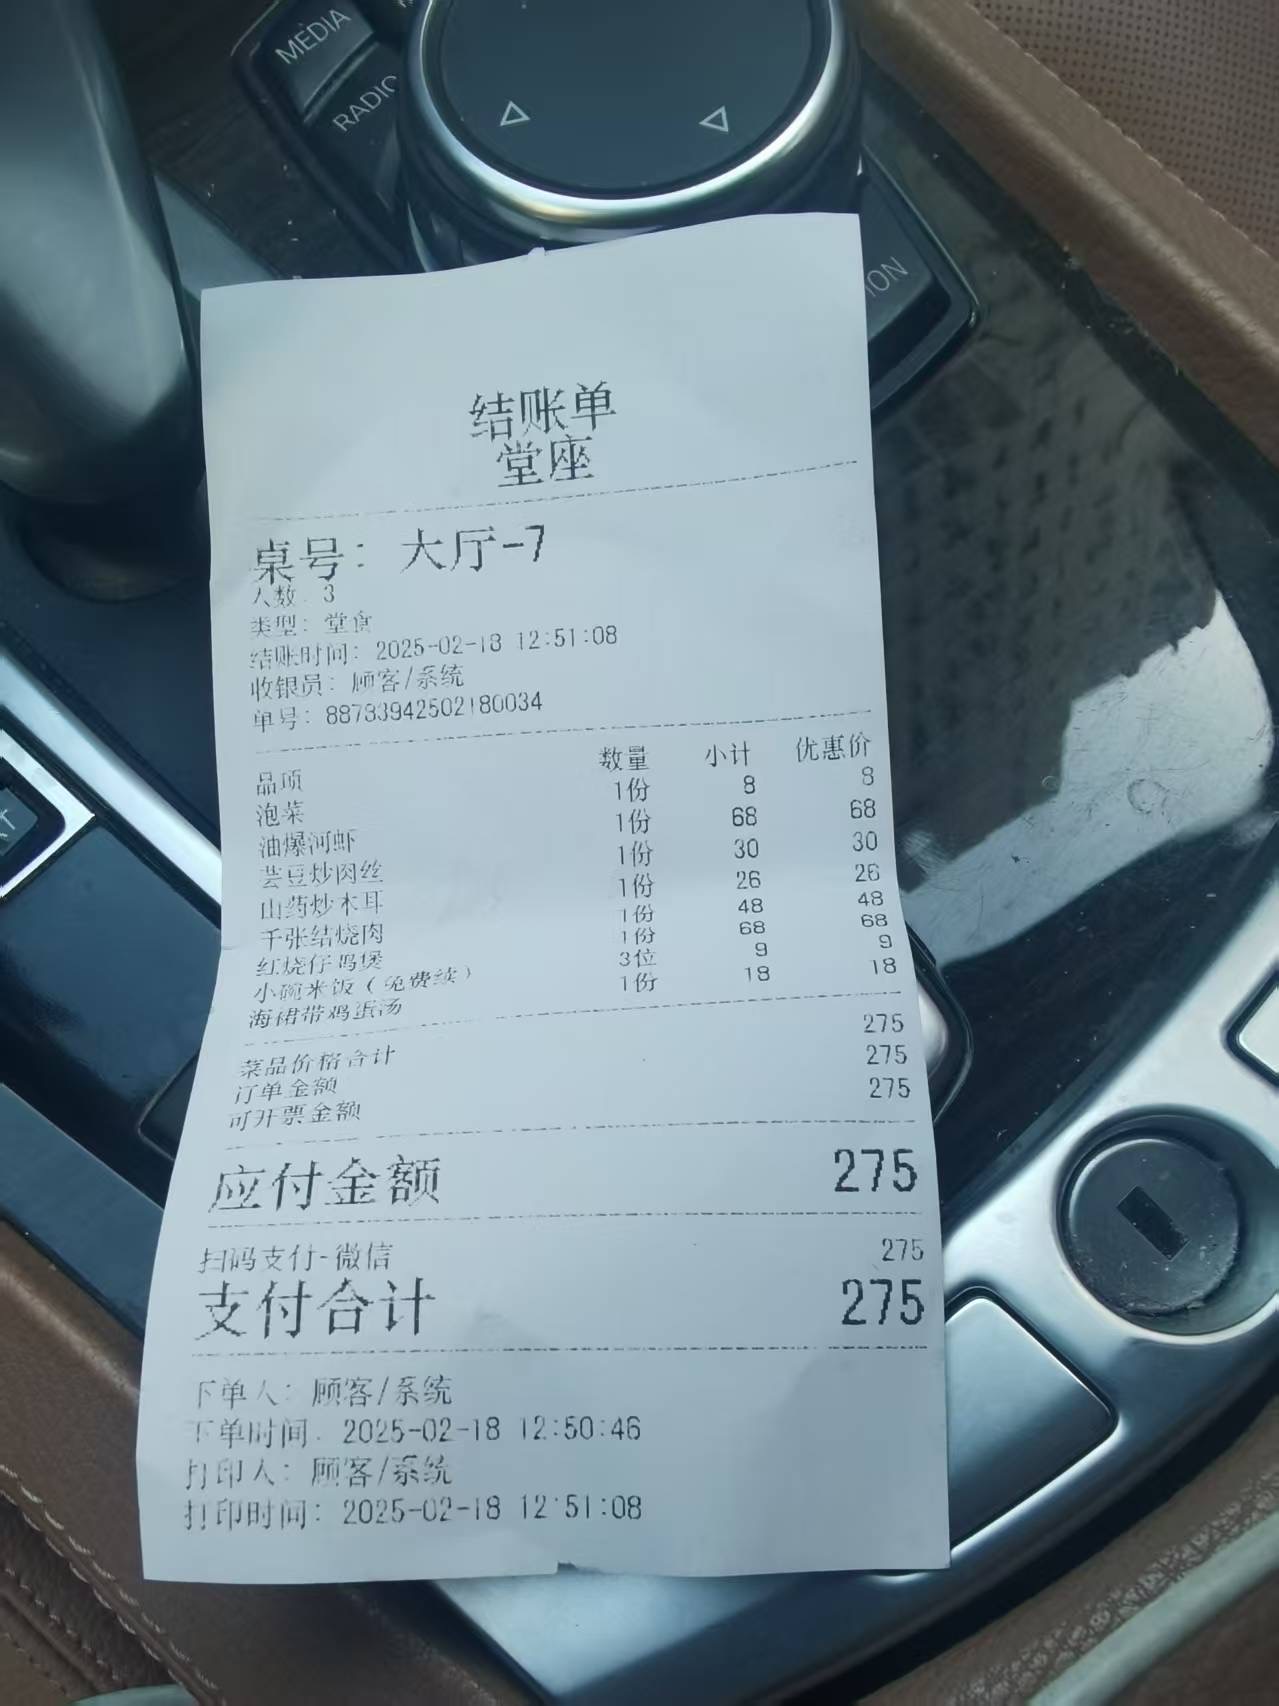 MEDIA
RADIO
ION
结账单
堂座
桌号: 大厅-7
人数: 3
类型: 堂食
结账时间: 2025-02-18 12:51:08
收银员: 顾客/系统
单号: 88733942502180034
品项 数量 小计 优惠价
泡菜 1份 8 8
油爆河虾 1份 68 68
芸豆炒肉丝 1份 30 30
山药炒木耳 1份 26 26
千张结烧肉 1份 48 48
红烧仔鸡煲 1份 68 68
小碗米饭(免费续) 3位 9 9
海裙带鸡蛋汤 1份 18 18
菜品价格合计 275
订单金额 275
可开票金额 275
应付金额 275
扫码支付-微信 275
支付合计 275
下单人: 顾客/系统
下单时间: 2025-02-18 12:50:46
打印人: 顾客/系统
打印时间: 2025-02-18 12:51:08